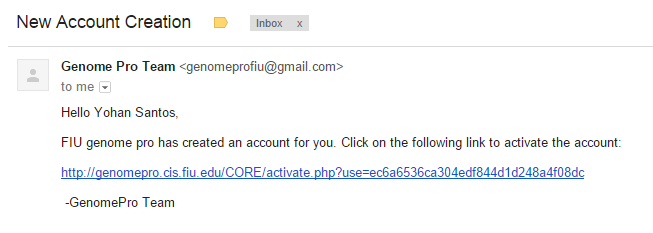 New Account Creation
Inbox x
Genome Pro Team <genomeprofiu@gmail.com>
to me
Hello Yohan Santos,
FIU genome pro has created an account for you. Click on the following link to activate the account:
http://genomepro.cis.fiu.edu/CORE/activate.php?use=ec6a6536ca304edf844d1d248a4f08dc
-GenomePro Team